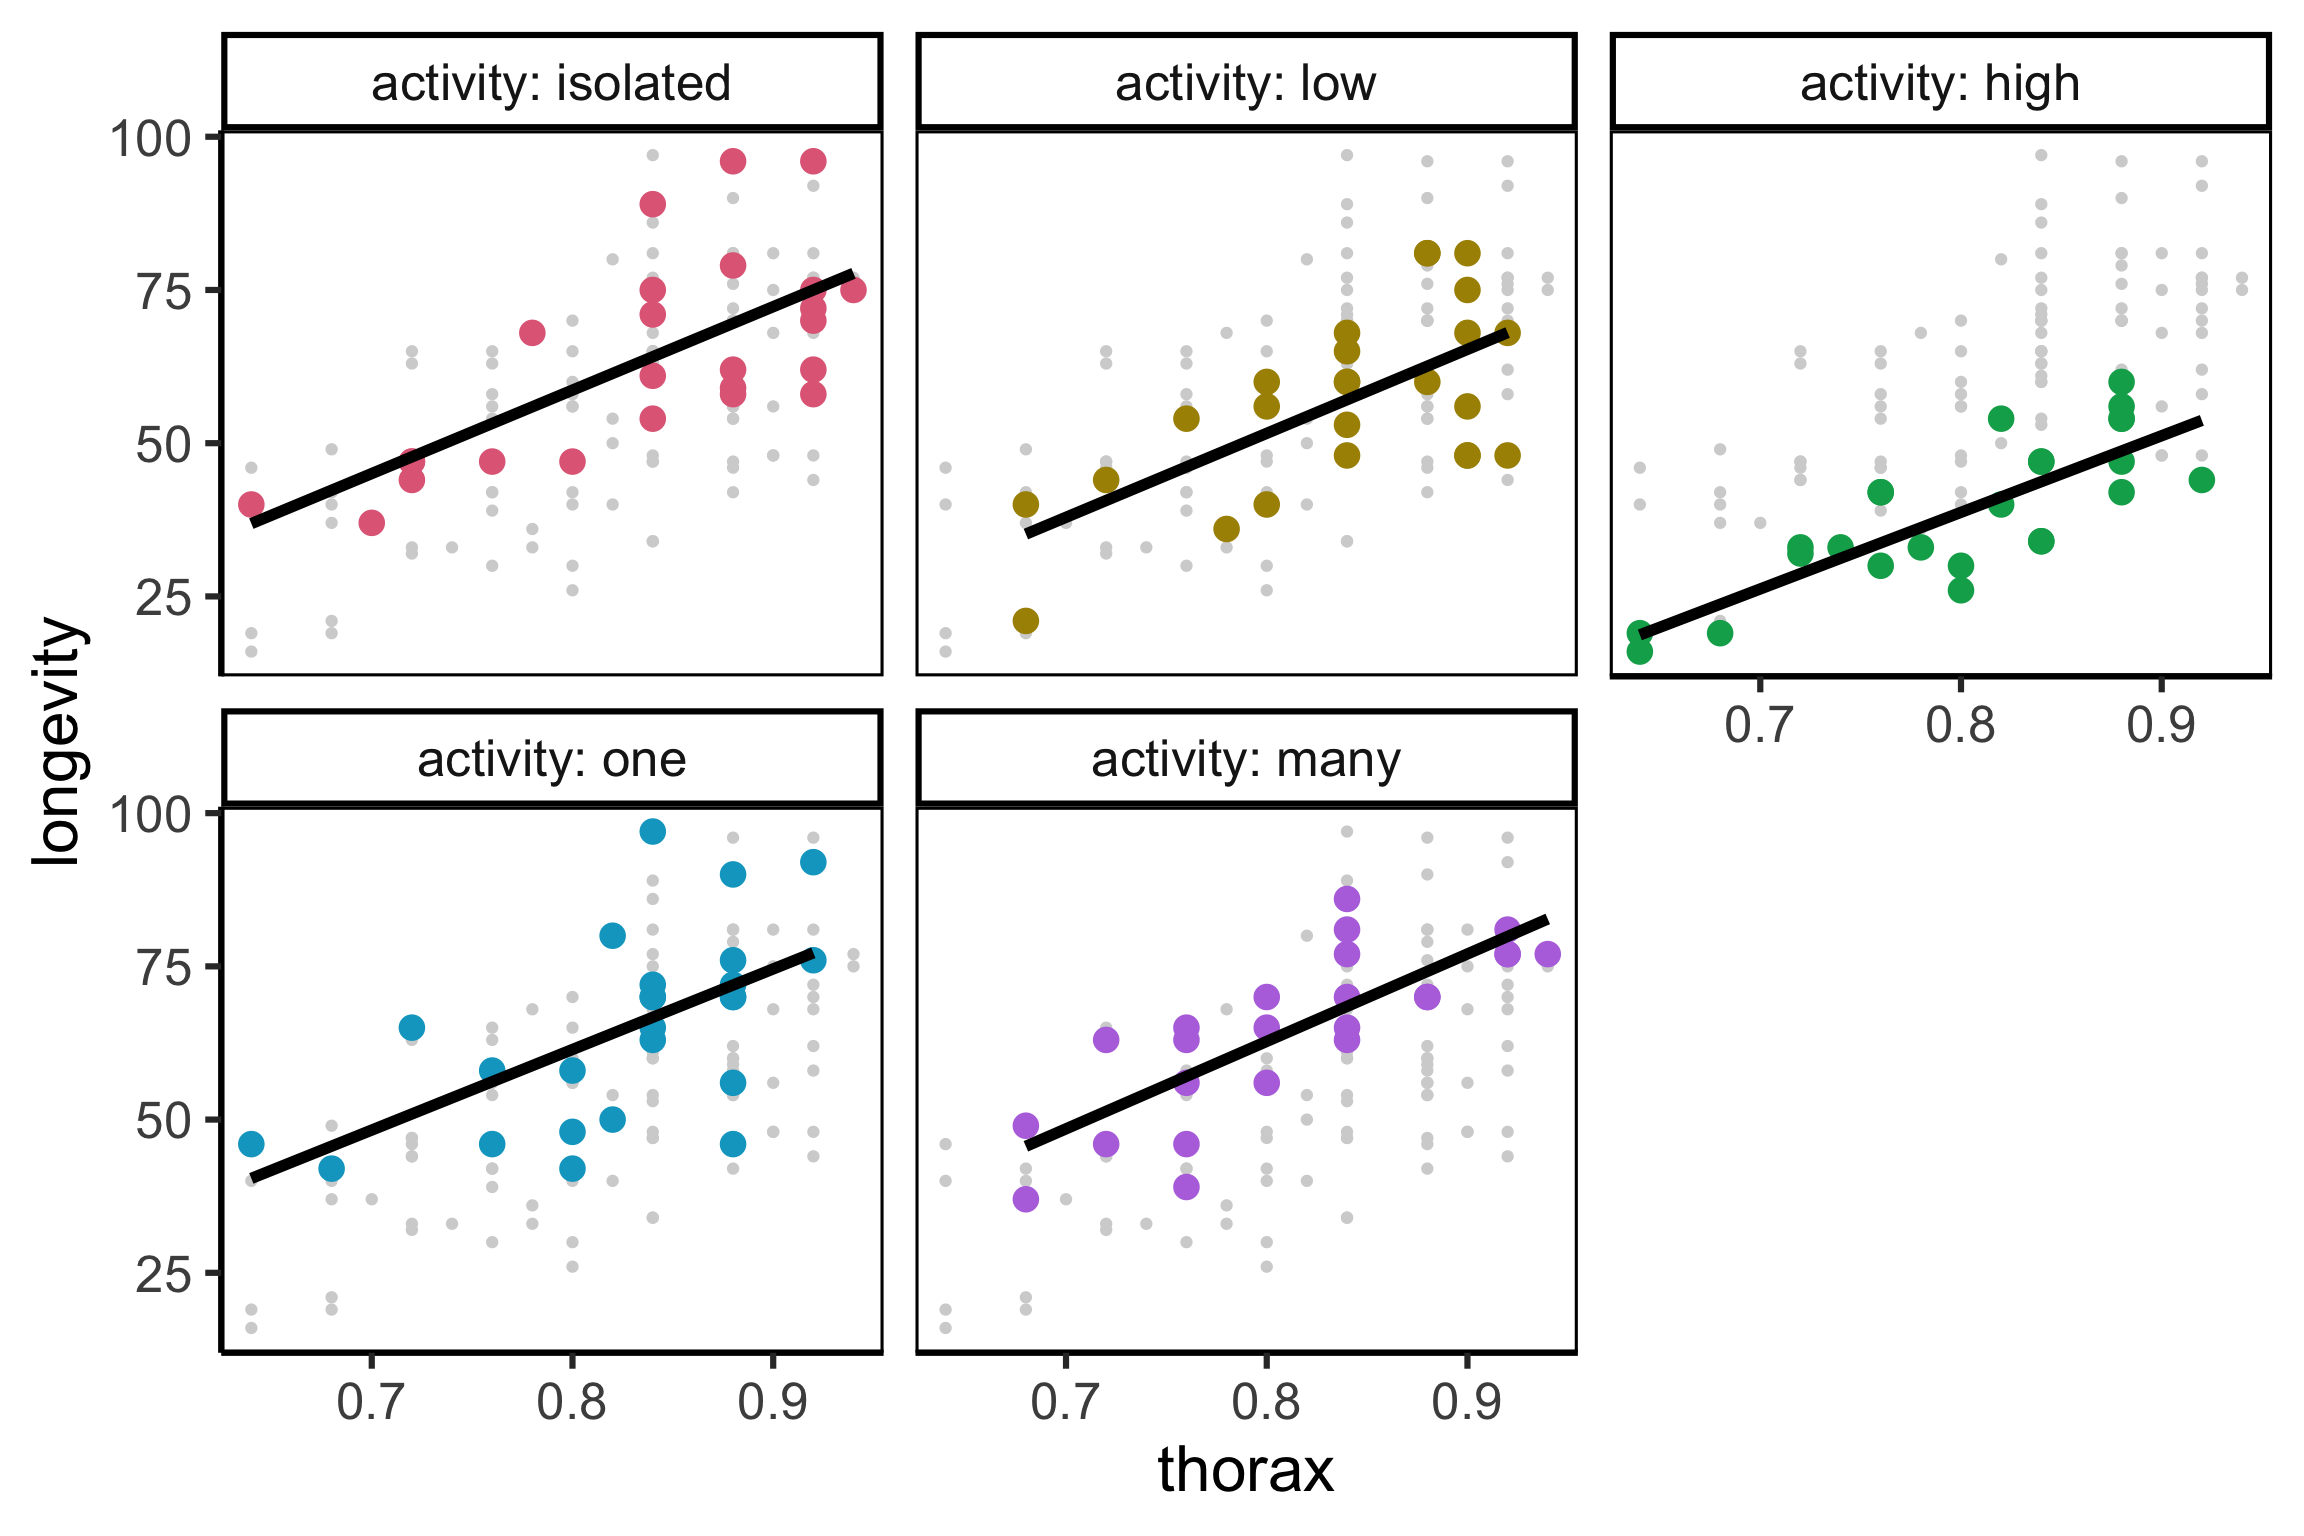 activity: isolated
activity: low
activity: high
100
75
50
25
0.7 0.8 0.9
longevity
activity: one
activity: many
100
75
50
25
0.7 0.8 0.9
0.7 0.8 0.9
thorax